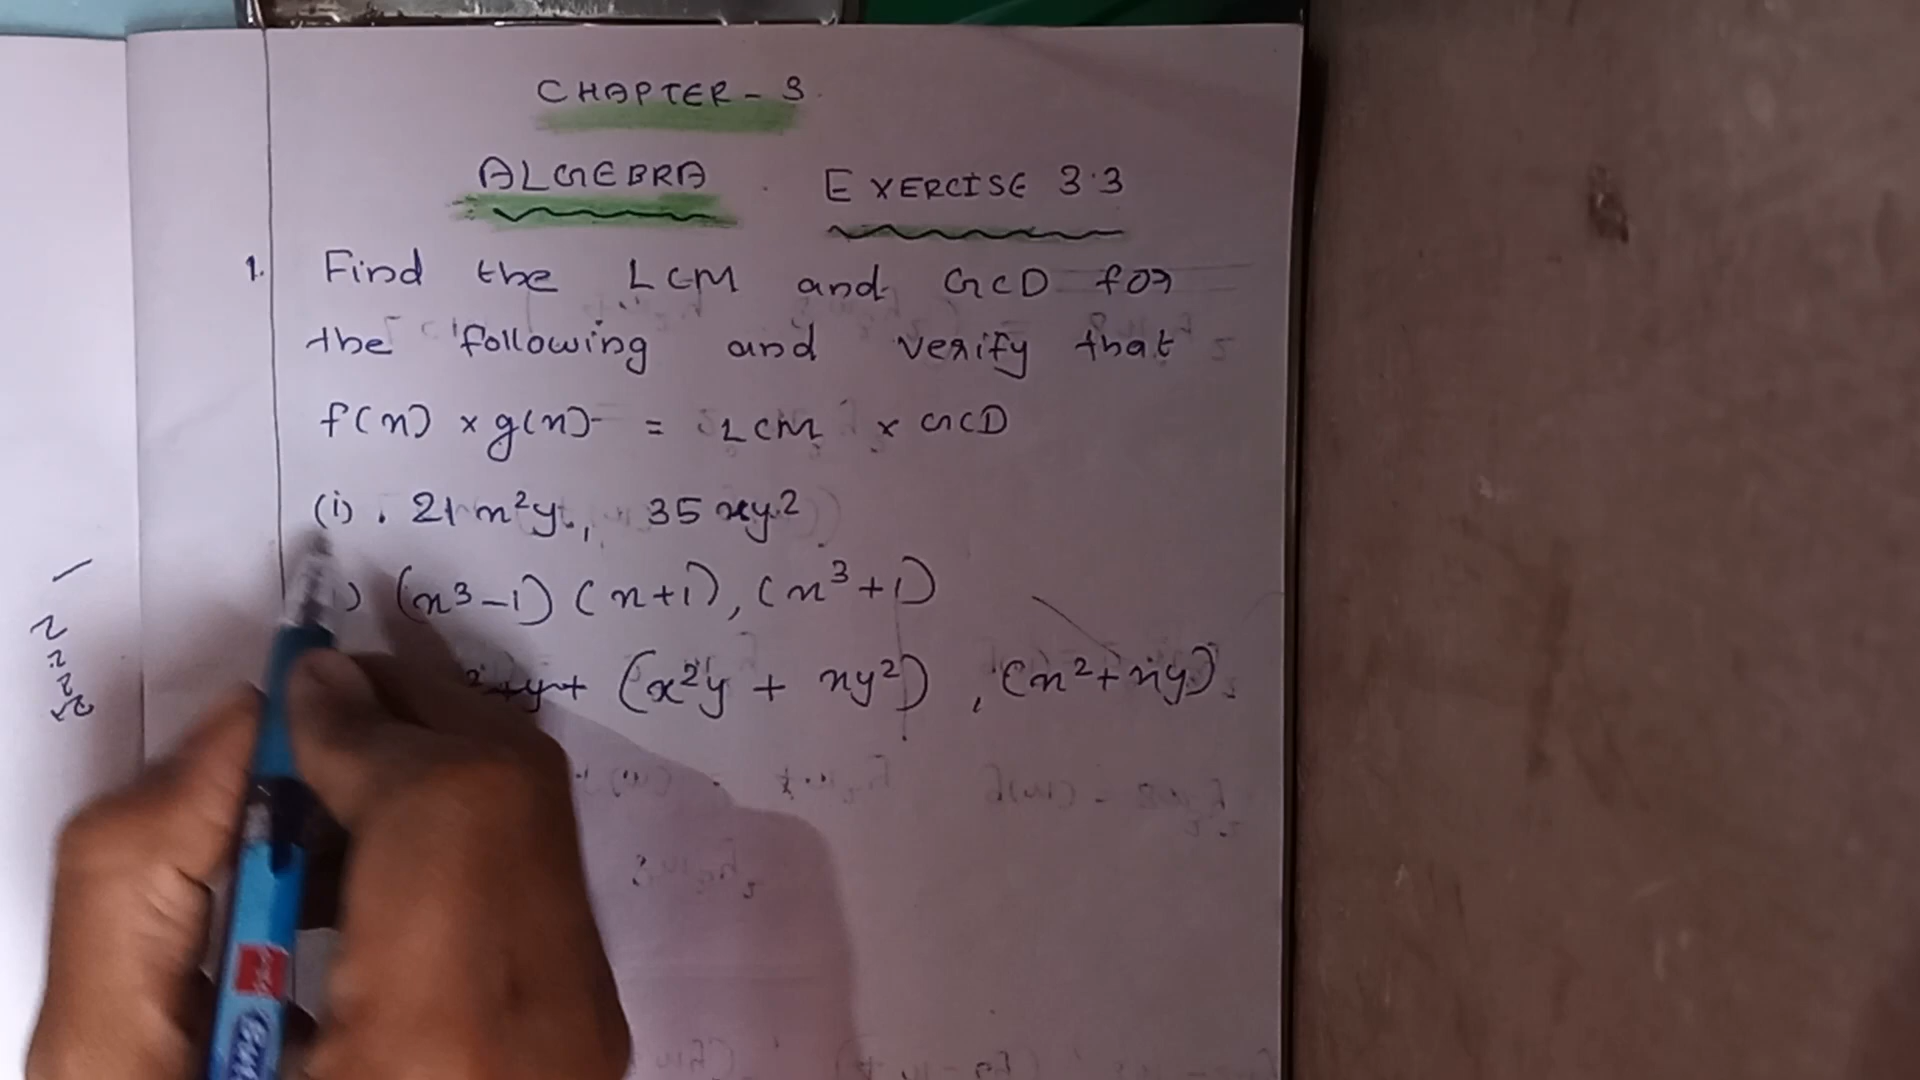 CHAPTER - 3
ALGEBRA. EXERCISE 3.3
1. Find the LCM and GCD for
the following and verify that
f(x) × g(x) = LCM × GCD
(i). 21x²y, 35xy²
(x³-1) (x+1), (x³+1)
(x²y + xy²), (x²+xy).